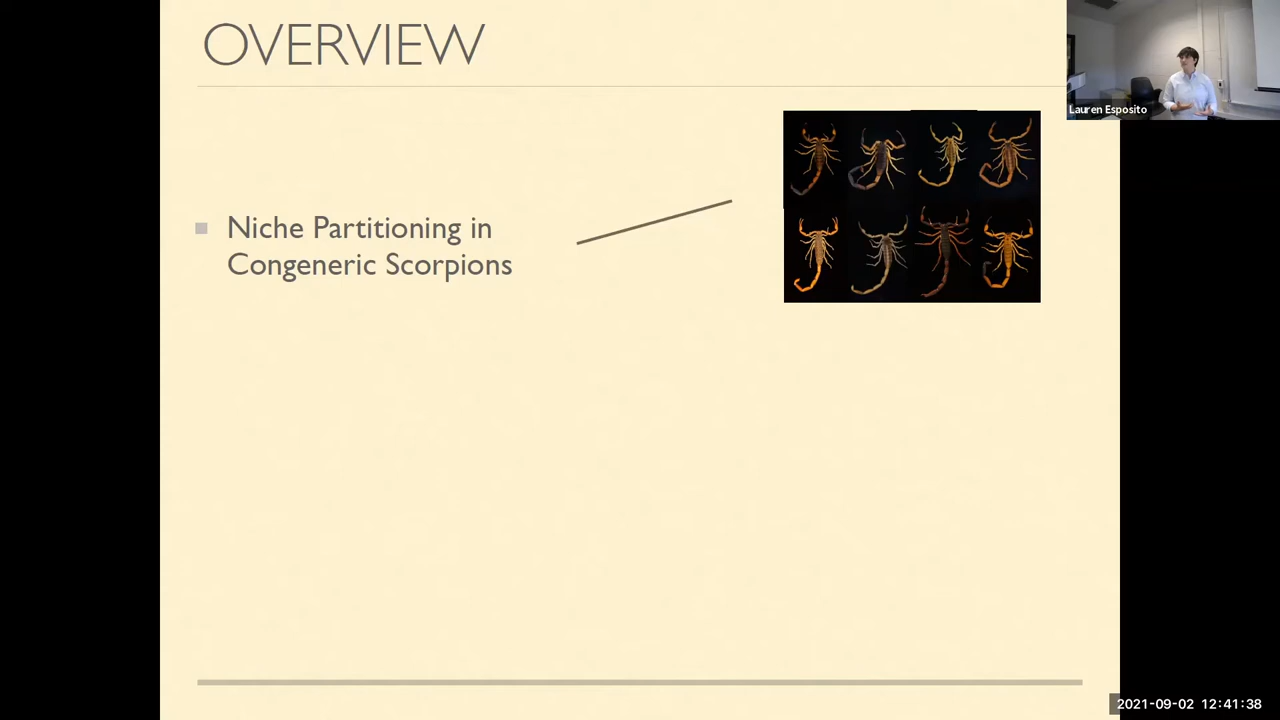 OVERVIEW
Lauren Esposito
Niche Partitioning in
Congeneric Scorpions
2021-09-02 12:41:38